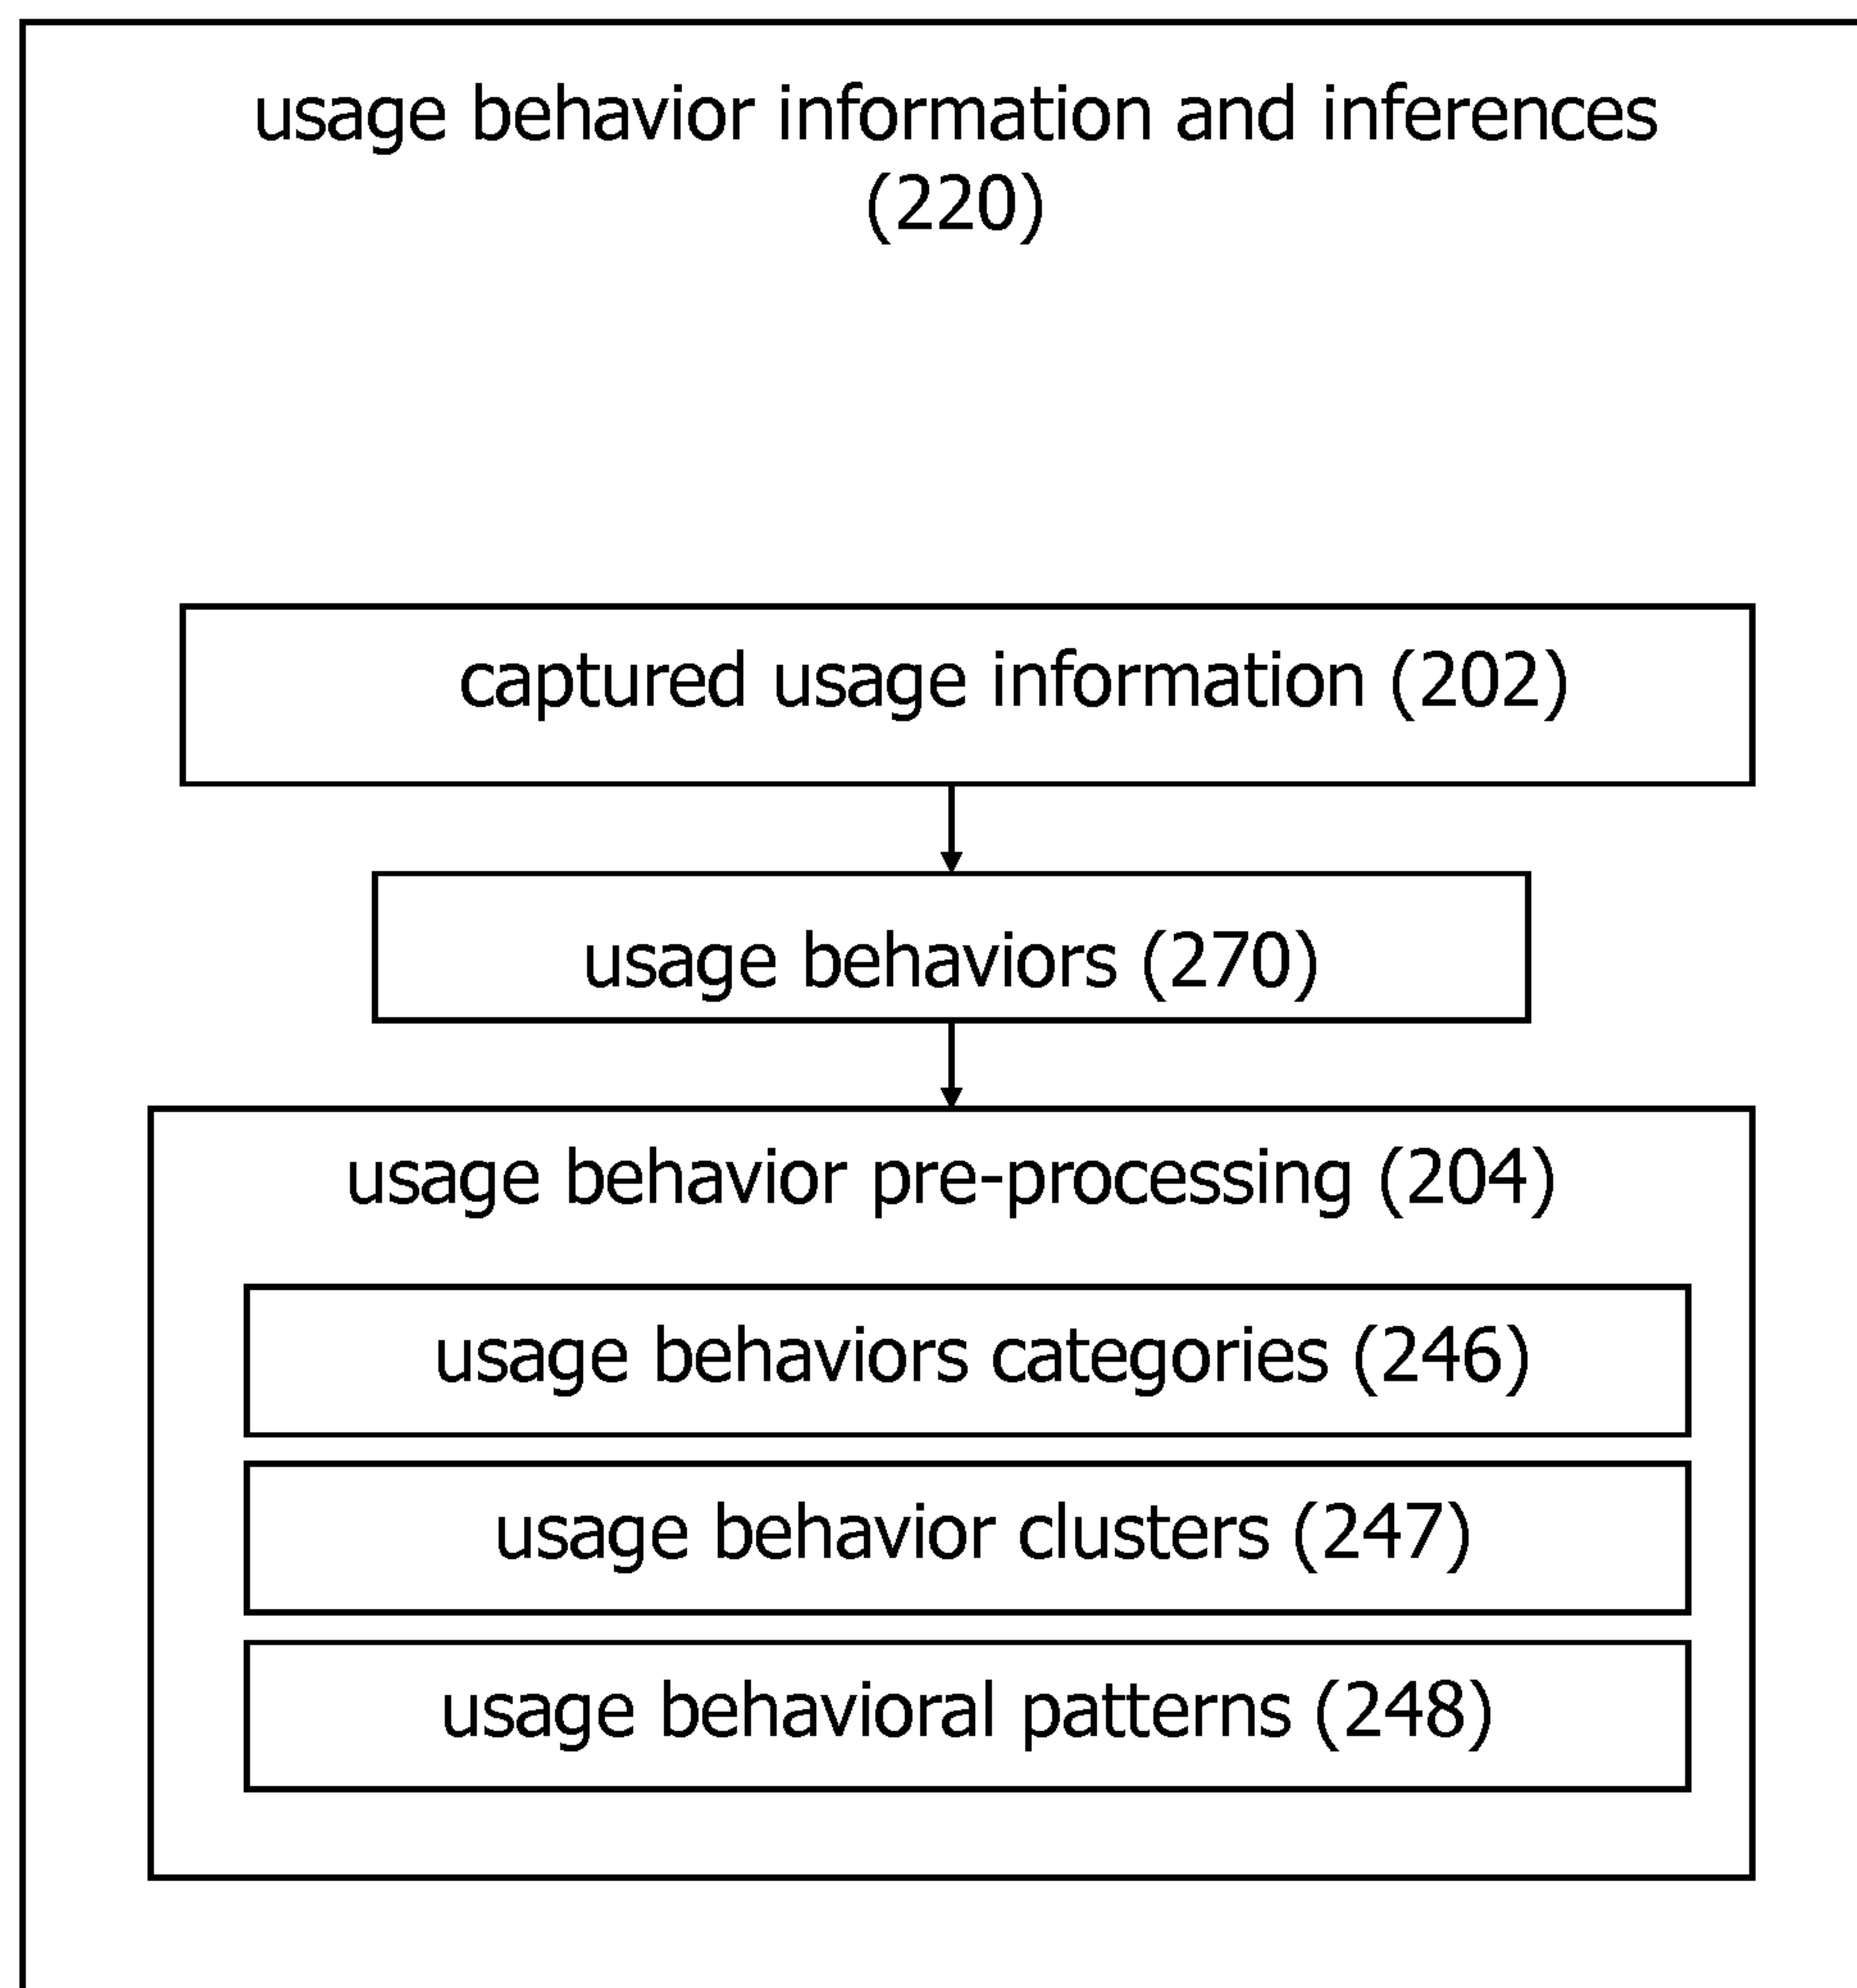 usage behavior information and inferences
(220)
captured usage information (202)
usage behaviors (270)
usage behavior pre-processing (204)
usage behaviors categories (246)
usage behavior clusters (247)
usage behavioral patterns (248)